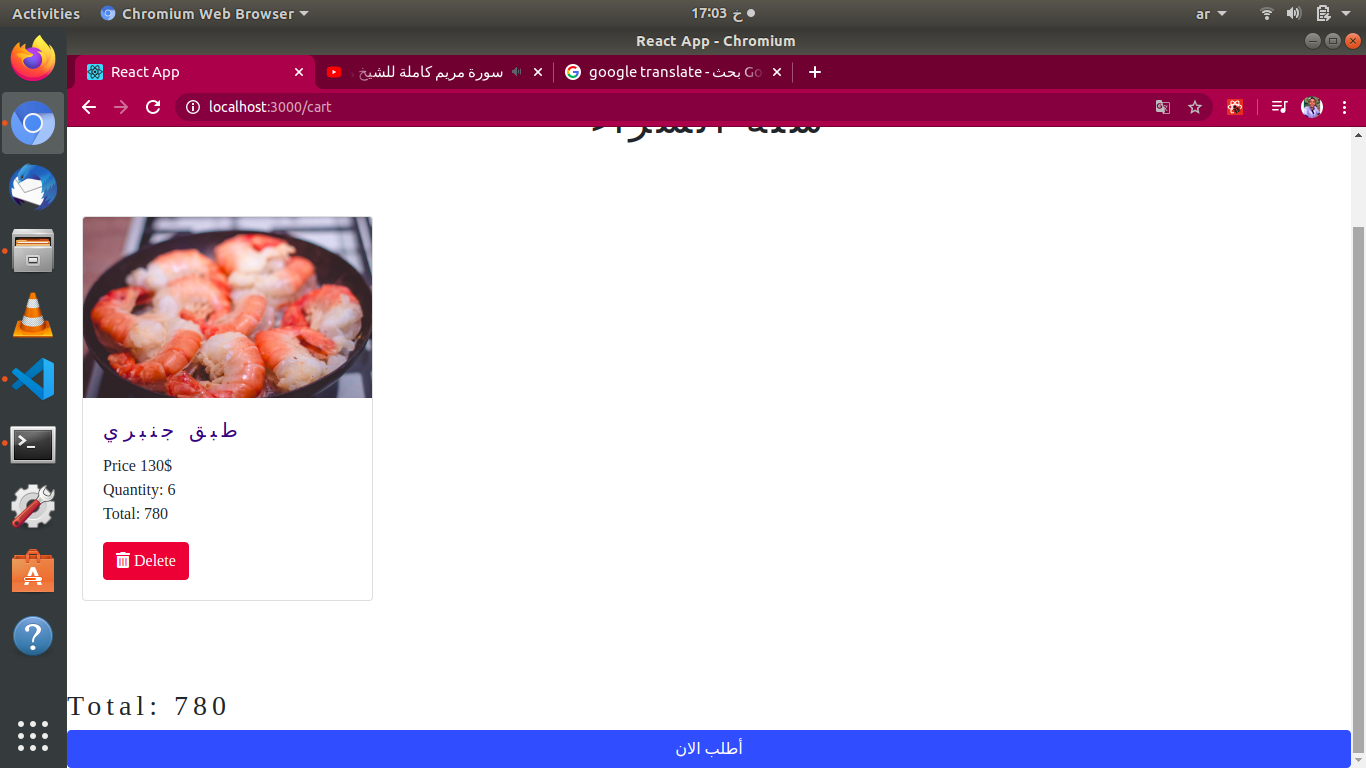 Activities
Chromium Web Browser
17:03 خ
ar
React App - Chromium
React App
سورة مريم كاملة للشيخ
google translate - بحث Go
localhost:3000/cart
طبق جنبري
Price 130$
Quantity: 6
Total: 780
Delete
Total: 780
أطلب الان